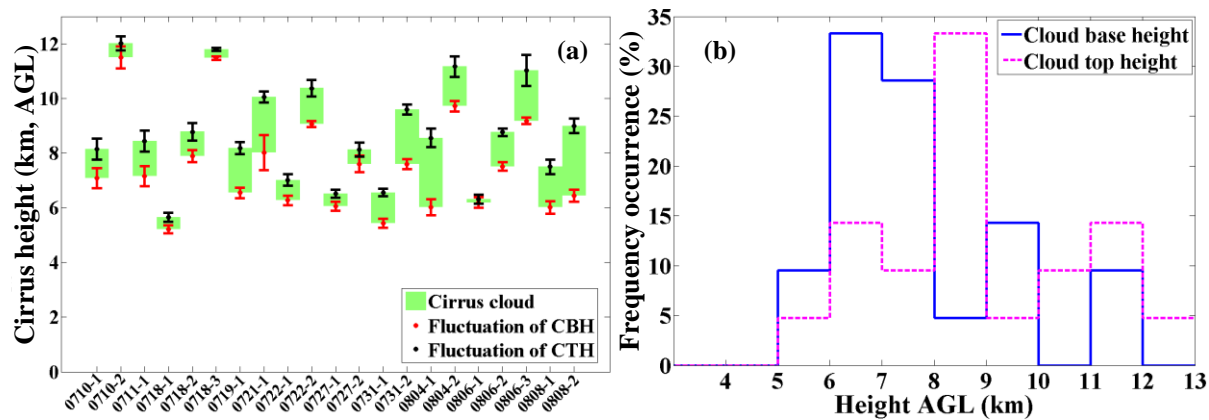 Cirrus height (km, AGL)
12
10
8
6
4
2
0
(a)
Cirrus cloud
Fluctuation of CBH
Fluctuation of CTH
0710-1 0710-2 0711-1 0718-1 0718-2 0718-3 0719-1 0721-1 0722-1 0722-2 0727-1 0727-2 0731-1 0731-2 0804-1 0804-2 0806-1 0806-2 0806-3 0808-1 0808-2
Frequency occurrence (%)
35
30
25
20
15
10
5
0
(b)
Cloud base height
Cloud top height
4 5 6 7 8 9 10 11 12 13
Height AGL (km)